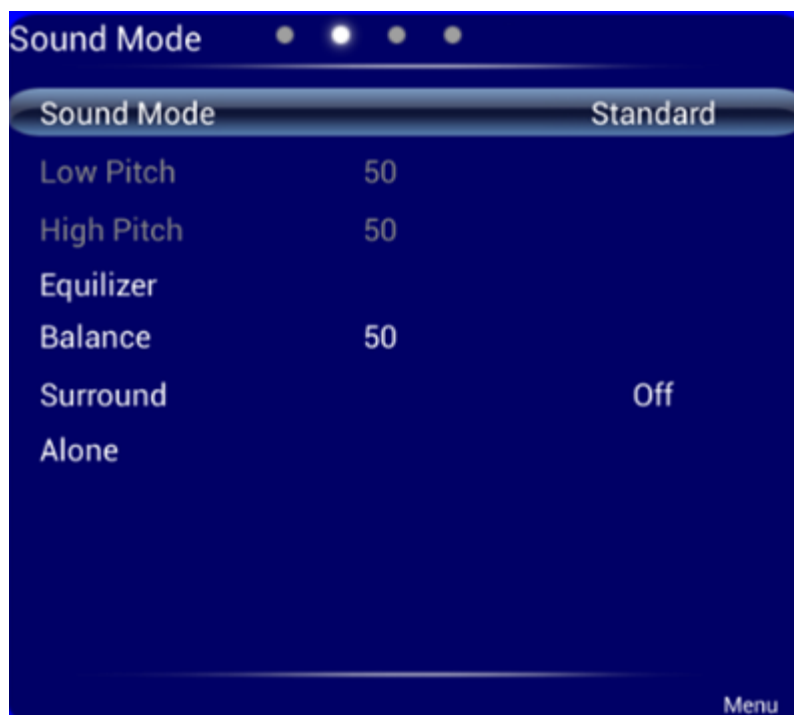 Sound Mode
Sound Mode Standard
Low Pitch 50
High Pitch 50
Equilizer
Balance 50
Surround Off
Alone
Menu